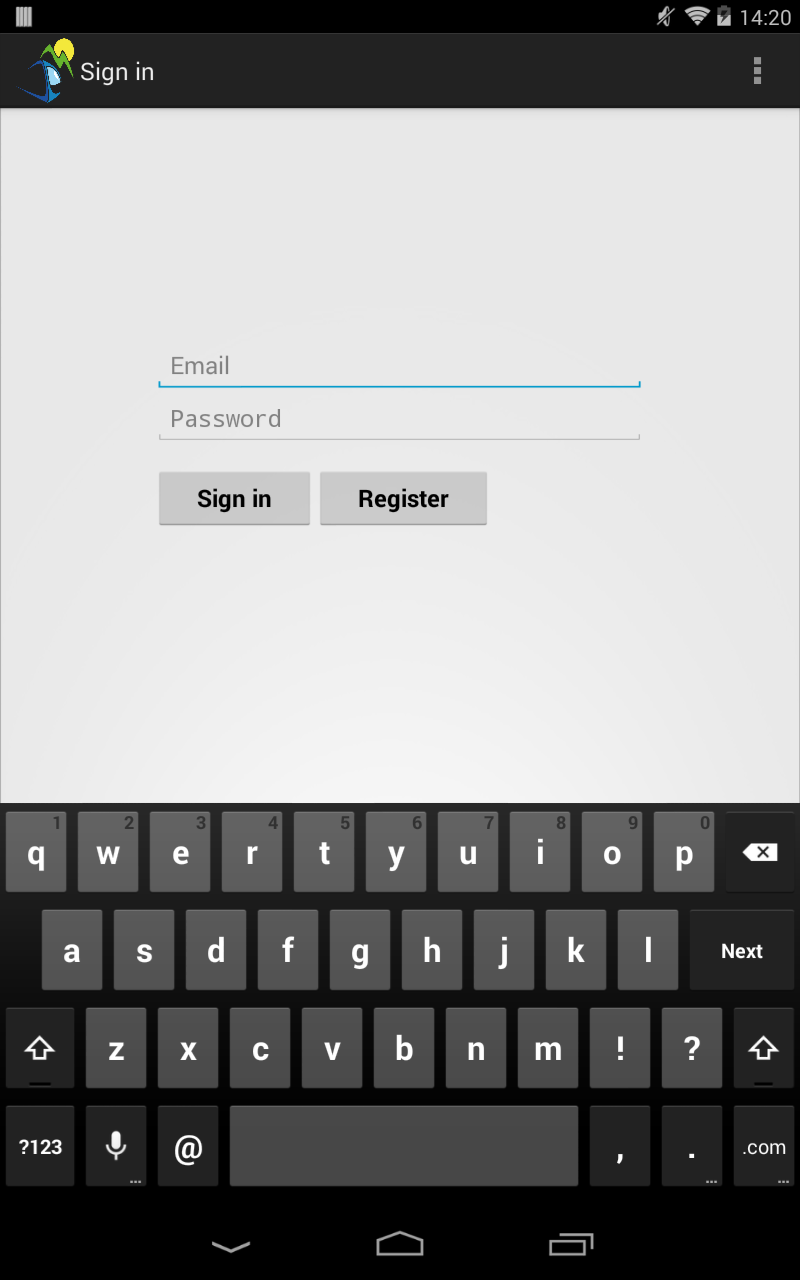 14:20
Sign in
Email
Password
Sign in Register
q 1 w 2 e 3 r 4 t 5 y 6 u 7 i 8 o 9 p 0
a s d f g h j k l Next
z x c v b n m ! ?
?123 ... @ , . ... .com ...